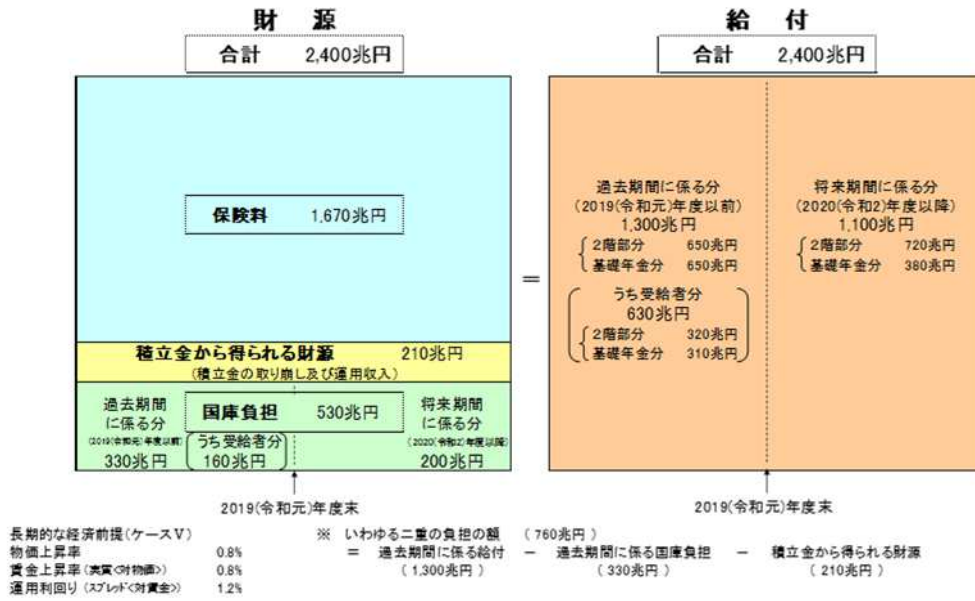 財　源
合計　2,400兆円
保険料　1,670兆円
積立金から得られる財源　210兆円
(積立金の取り崩し及び運用収入)
過去期間
に係る分
(2019(令和元)年度以前)
330兆円
国庫負担　530兆円
うち受給者分
160兆円
将来期間
に係る分
(2020(令和2)年度以降)
200兆円
2019(令和元)年度末
=
給　付
合計　2,400兆円
過去期間に係る分
(2019(令和元)年度以前)
1,300兆円
2階部分　650兆円
基礎年金分　650兆円
うち受給者分
630兆円
2階部分　320兆円
基礎年金分　310兆円
将来期間に係る分
(2020(令和2)年度以降)
1,100兆円
2階部分　720兆円
基礎年金分　380兆円
2019(令和元)年度末
長期的な経済前提(ケースⅤ)
物価上昇率　0.8%
賃金上昇率(実質<対物価>)　0.8%
運用利回り(スプレッド<対賃金>)　1.2%
※　いわゆる二重の負担の額　(760兆円)
=　過去期間に係る給付　－　過去期間に係る国庫負担　－　積立金から得られる財源
(1,300兆円)　(330兆円)　(210兆円)